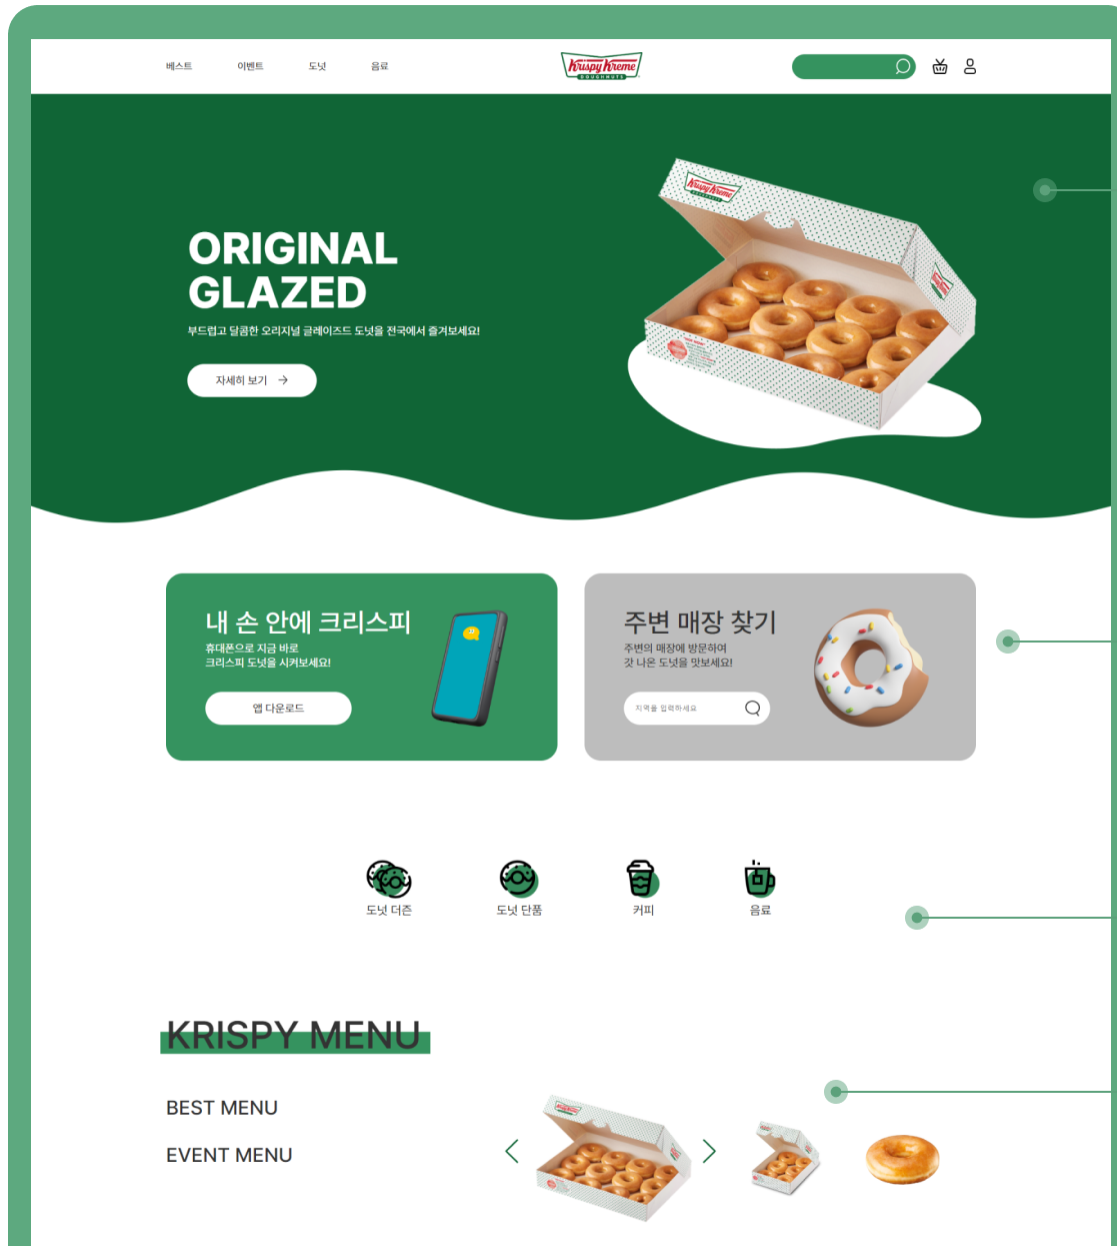 베스트
이벤트
도넛
음료
Krispy Kreme
DOUGHNUTS
Krispy Kreme
ORIGINAL
GLAZED
부드럽고 달콤한 오리지널 글레이즈드 도넛을 전국에서 즐겨보세요!
자세히 보기 →
내 손 안에 크리스피
휴대폰으로 지금 바로
크리스피 도넛을 시켜보세요!
앱 다운로드
주변 매장 찾기
주변의 매장에 방문하여
갓 나온 도넛을 맛보세요!
지역을 입력하세요
도넛 더즌
도넛 단품
커피
음료
KRISPY MENU
BEST MENU
EVENT MENU